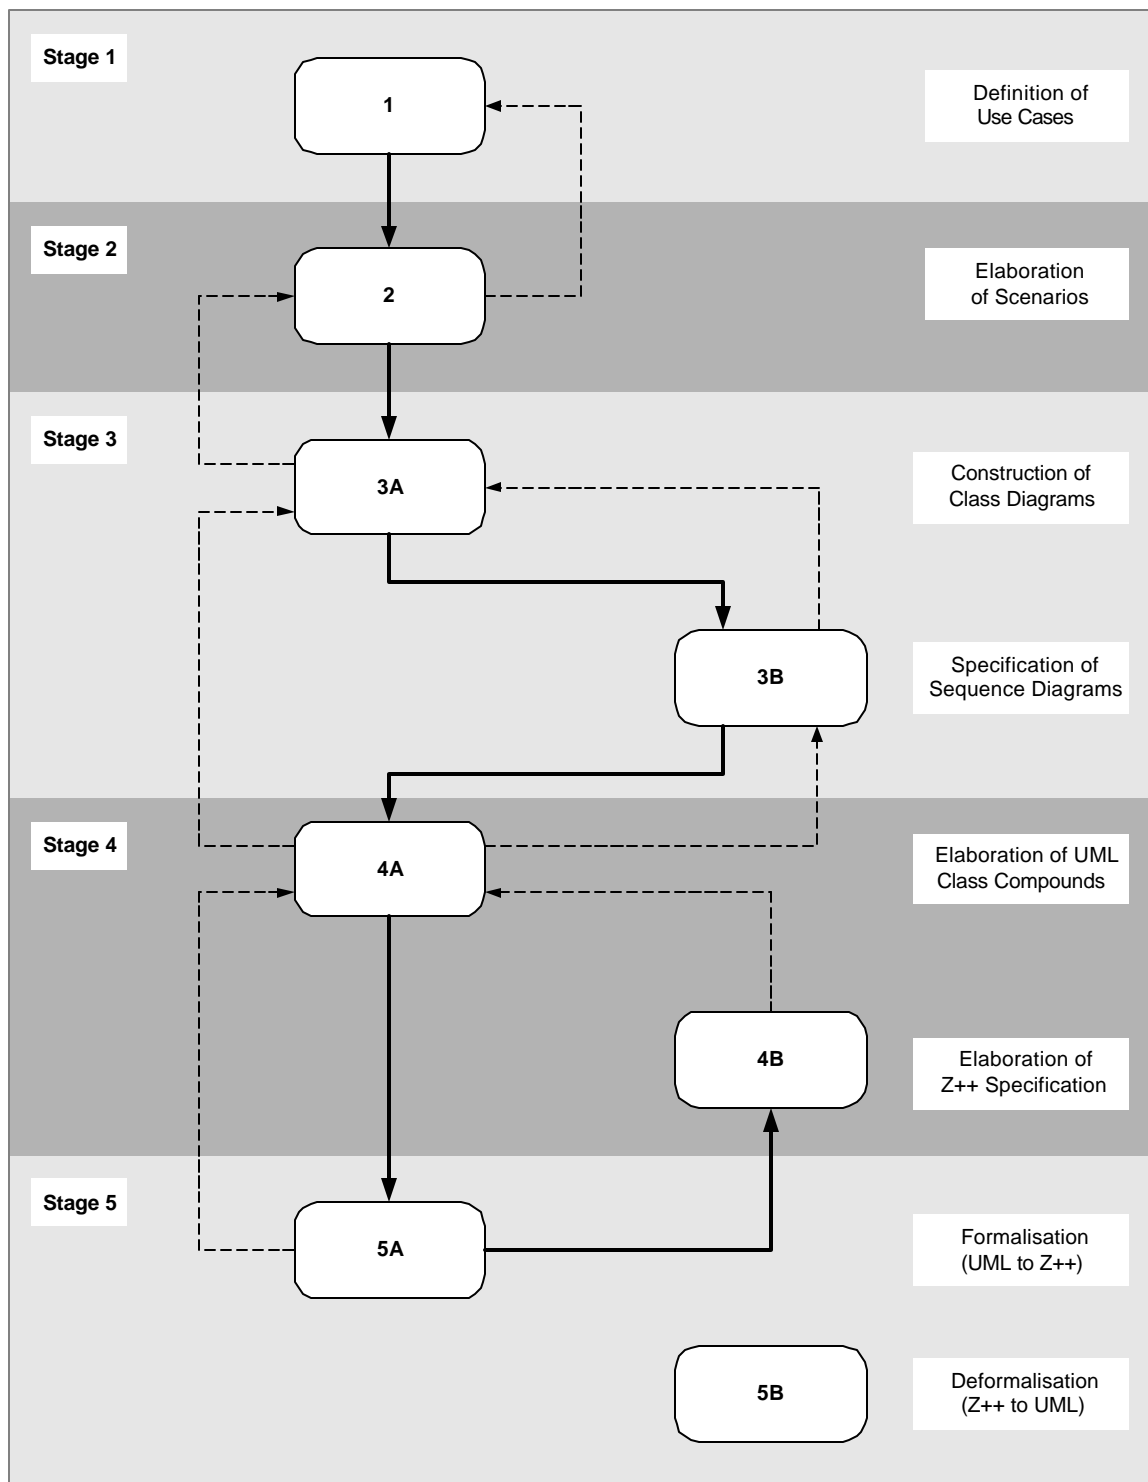 Stage 1
1
Definition of
Use Cases
Stage 2
2
Elaboration
of Scenarios
Stage 3
3A
Construction of
Class Diagrams
3B
Specification of
Sequence Diagrams
Stage 4
4A
Elaboration of UML
Class Compounds
4B
Elaboration of
Z++ Specification
Stage 5
5A
Formalisation
(UML to Z++)
5B
Deformalisation
(Z++ to UML)